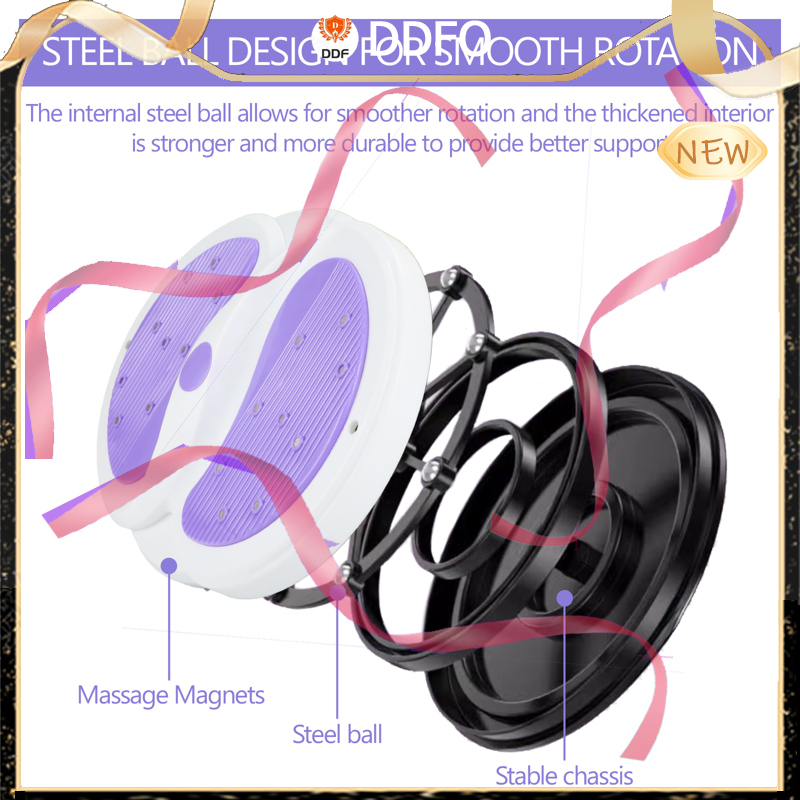 DDFO
DDF
STEEL BALL DESIGN FOR SMOOTH ROTATION
The internal steel ball allows for smoother rotation and the thickened interior
is stronger and more durable to provide better support
NEW
Massage Magnets
Steel ball
Stable chassis